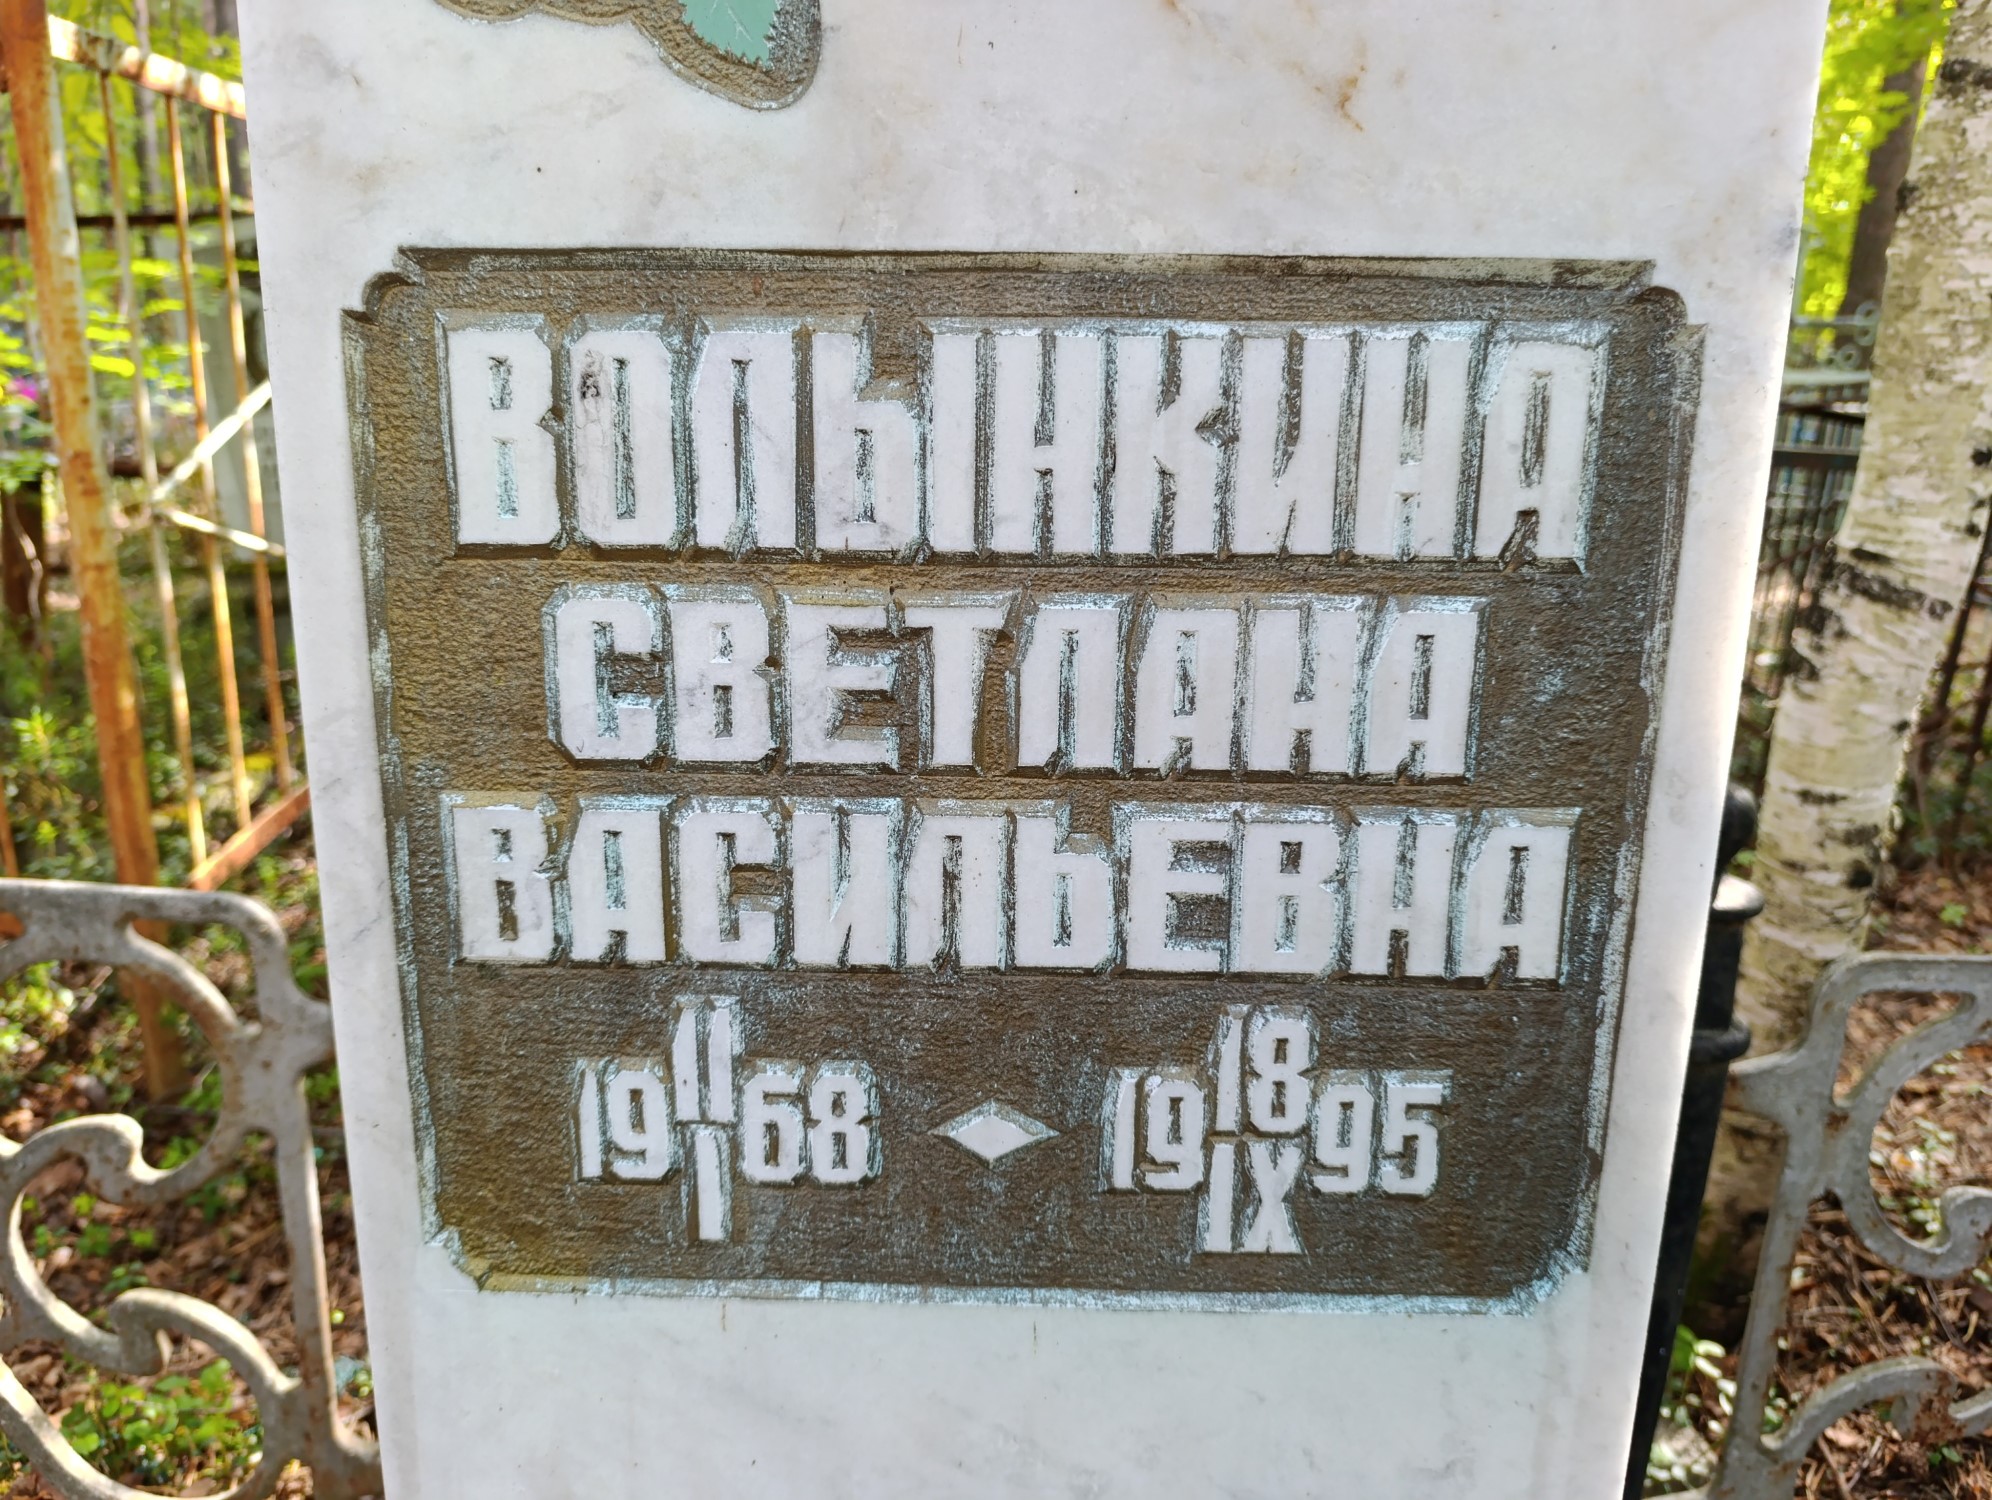 ВОЛЫНКИНА
СВЕТЛАНА
ВАСИЛЬЕВНА
19 11/I 68 19 18/IX 95